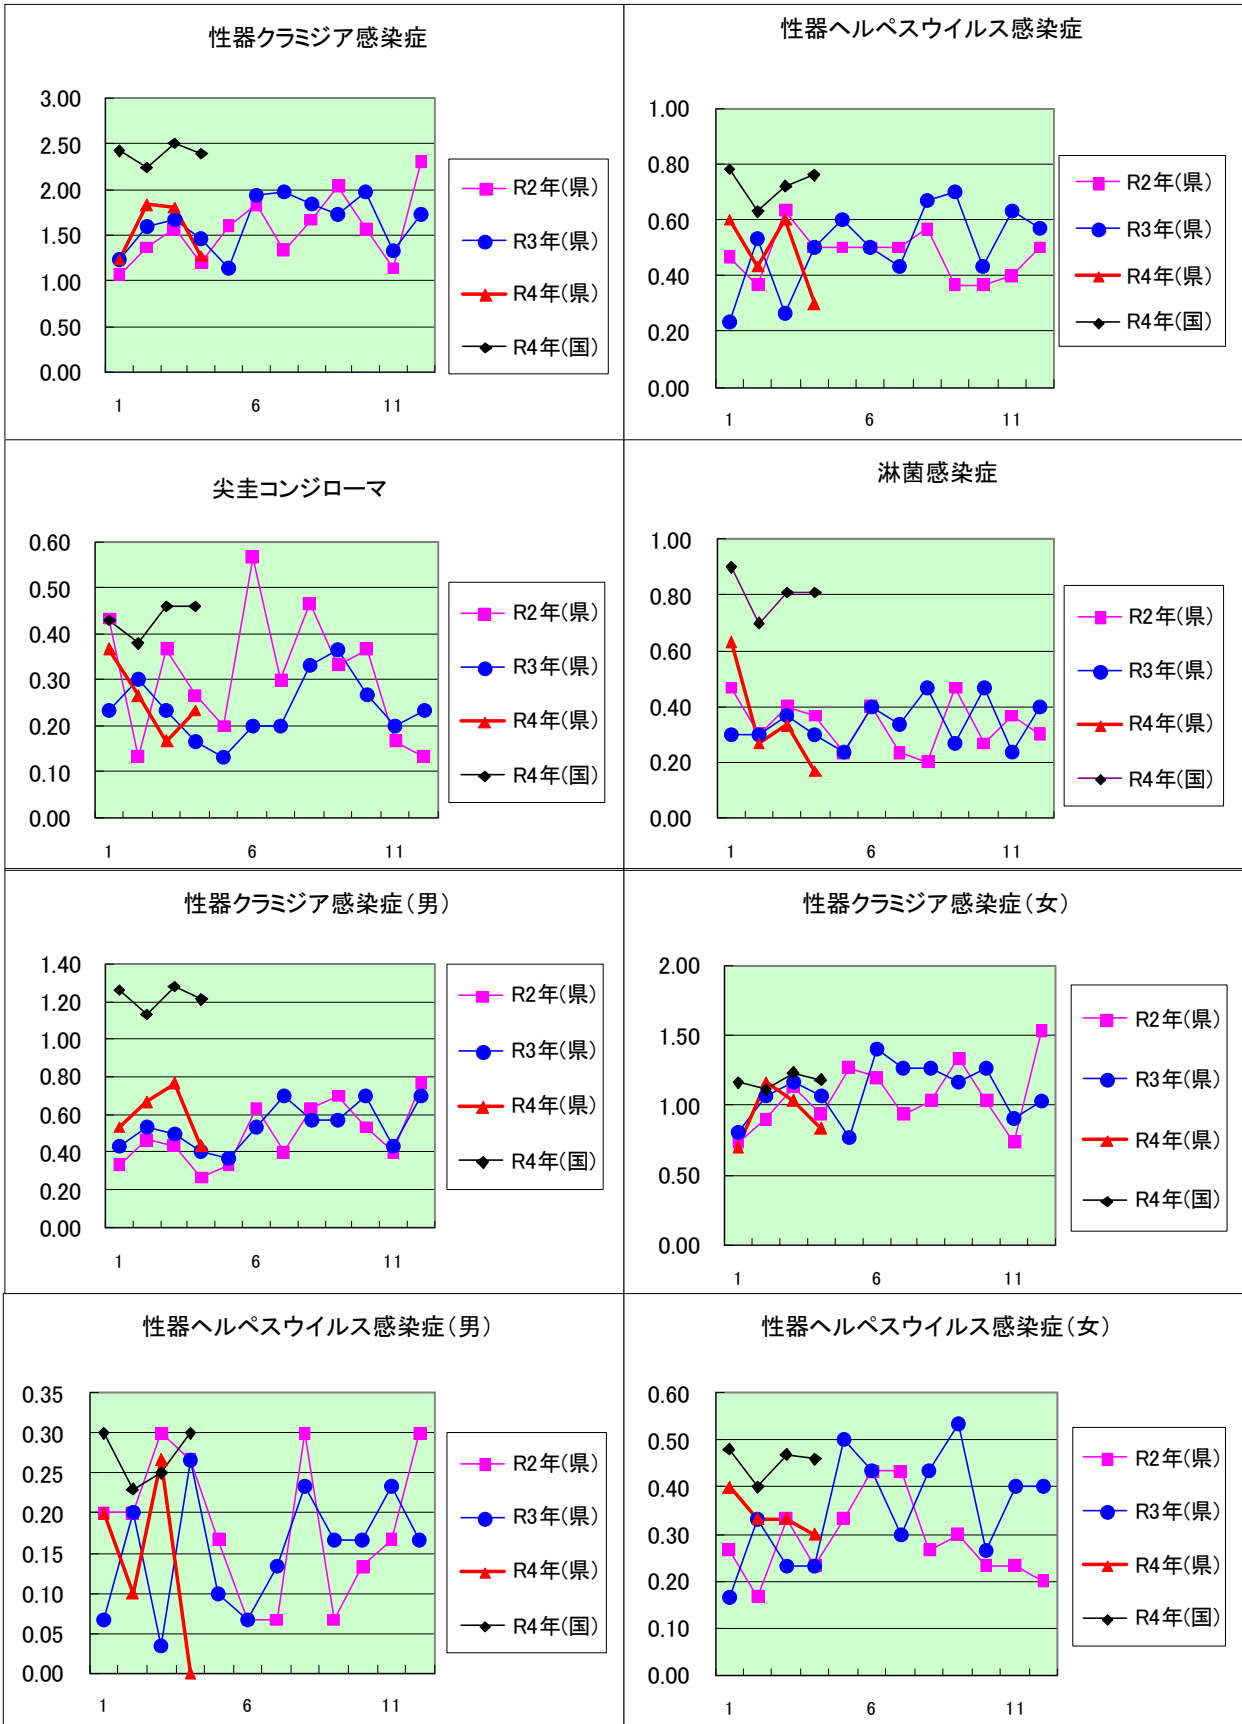 性器クラミジア感染症
3.00
2.50
2.00
1.50
1.00
0.50
0.00
1 6 11
R2年(県)
R3年(県)
R4年(県)
R4年(国)
性器ヘルペスウイルス感染症
1.00
0.80
0.60
0.40
0.20
0.00
1 6 11
R2年(県)
R3年(県)
R4年(県)
R4年(国)
尖圭コンジローマ
0.60
0.50
0.40
0.30
0.20
0.10
0.00
1 6 11
R2年(県)
R3年(県)
R4年(県)
R4年(国)
淋菌感染症
1.00
0.80
0.60
0.40
0.20
0.00
1 6 11
R2年(県)
R3年(県)
R4年(県)
R4年(国)
性器クラミジア感染症(男)
1.40
1.20
1.00
0.80
0.60
0.40
0.20
0.00
1 6 11
R2年(県)
R3年(県)
R4年(県)
R4年(国)
性器クラミジア感染症(女)
2.00
1.50
1.00
0.50
0.00
1 6 11
R2年(県)
R3年(県)
R4年(県)
R4年(国)
性器ヘルペスウイルス感染症(男)
0.35
0.30
0.25
0.20
0.15
0.10
0.05
0.00
1 6 11
R2年(県)
R3年(県)
R4年(県)
R4年(国)
性器ヘルペスウイルス感染症(女)
0.60
0.50
0.40
0.30
0.20
0.10
0.00
1 6 11
R2年(県)
R3年(県)
R4年(県)
R4年(国)